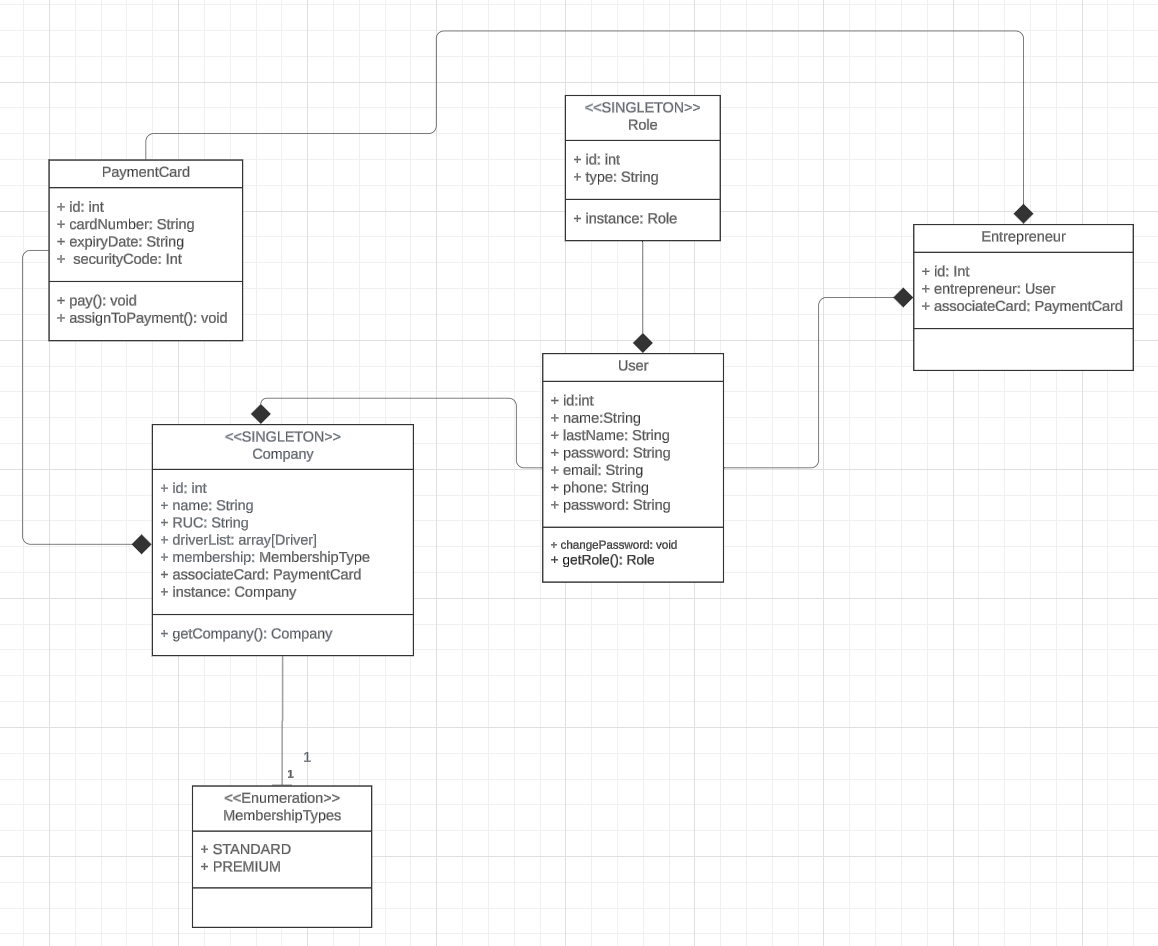 <<SINGLETON>>
Role
+ id: int
+ type: String
+ instance: Role
PaymentCard
+ id: int
+ cardNumber: String
+ expiryDate: String
+ securityCode: Int
+ pay(): void
+ assignToPayment(): void
Entrepreneur
+ id: Int
+ entrepreneur: User
+ associateCard: PaymentCard
User
+ id:int
+ name:String
+ lastName: String
+ password: String
+ email: String
+ phone: String
+ password: String
+ changePassword: void
+ getRole(): Role
<<SINGLETON>>
Company
+ id: int
+ name: String
+ RUC: String
+ driverList: array[Driver]
+ membership: MembershipType
+ associateCard: PaymentCard
+ instance: Company
+ getCompany(): Company
1
1
<<Enumeration>>
MembershipTypes
+ STANDARD
+ PREMIUM